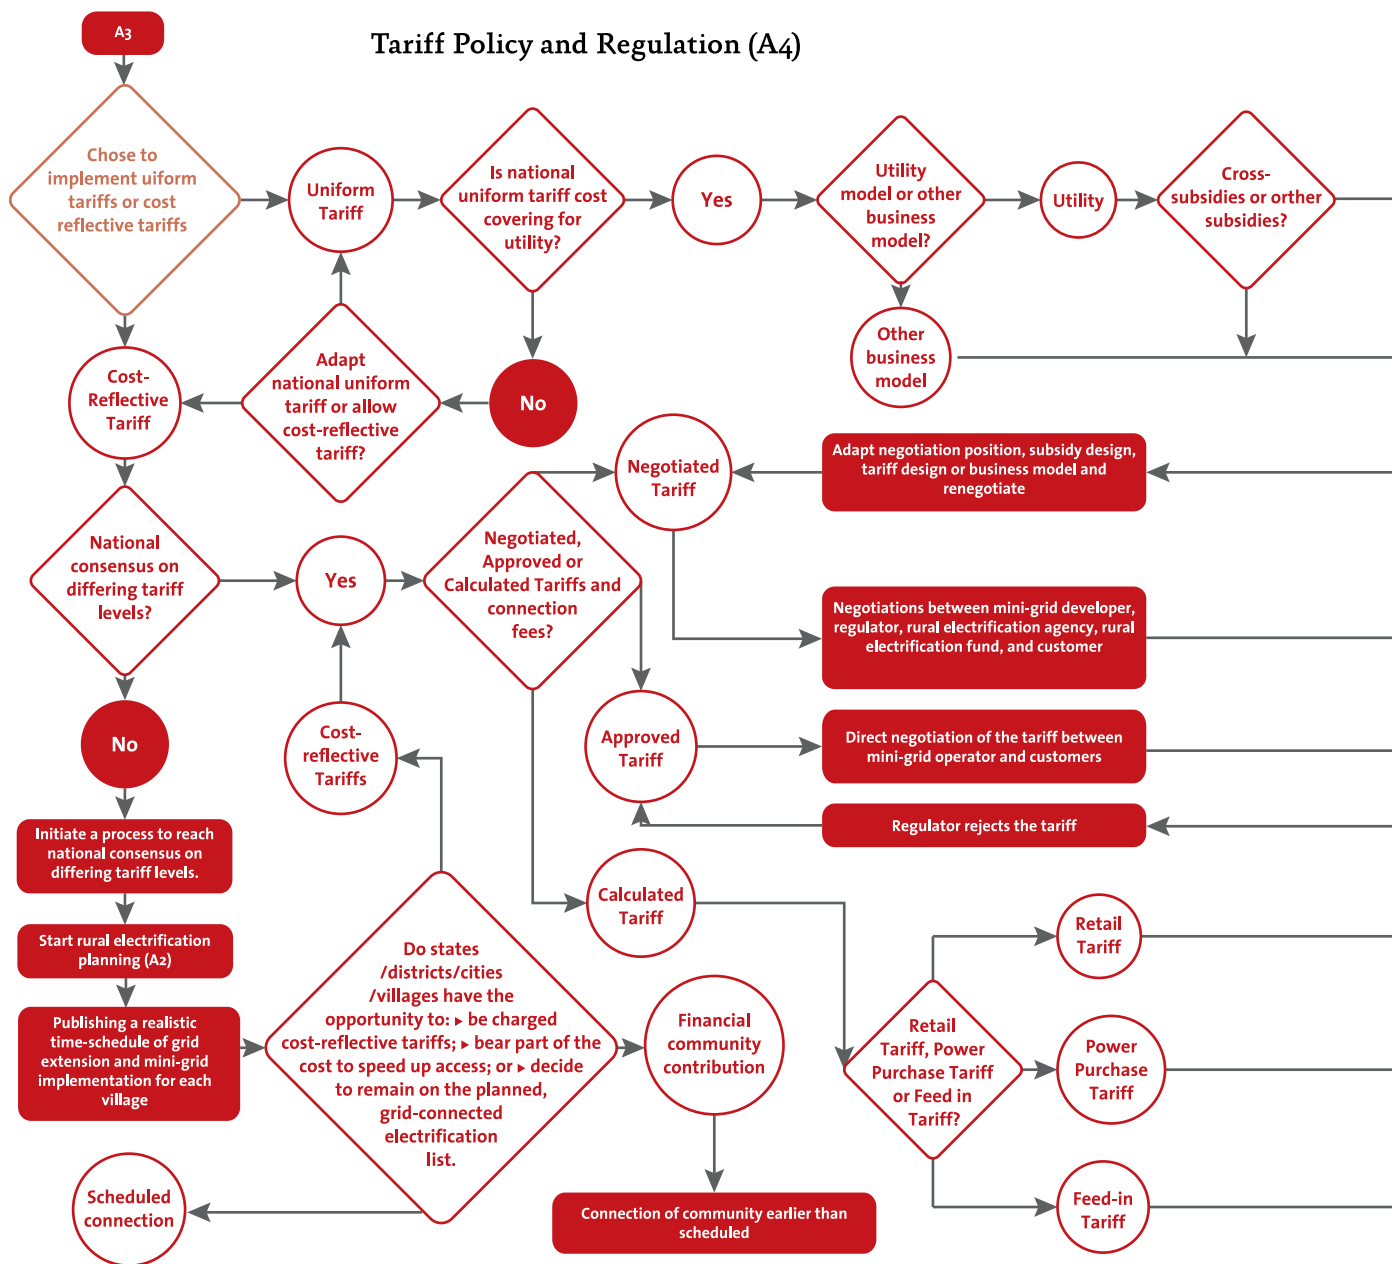 A3
Tariff Policy and Regulation (A4)
Chose to
implement uiform
tariffs or cost
reflective tariffs
Uniform
Tariff
Is national
uniform tariff cost
covering for
utility?
Yes
Utility
model or other
business
model?
Utility
Cross-
subsidies or orther
subsidies?
Other
business
model
Cost-
Reflective
Tariff
Adapt
national uniform
tariff or allow
cost-reflective
tariff?
No
Negotiated
Tariff
Adapt negotiation position, subsidy design,
tariff design or business model and
renegotiate
National
consensus on
differing tariff
levels?
Yes
Negotiated,
Approved or
Calculated Tariffs and
connection
fees?
Negotiations between mini-grid developer,
regulator, rural electrification agency, rural
electrification fund, and customer
No
Cost-
reflective
Tariffs
Approved
Tariff
Direct negotiation of the tariff between
mini-grid operator and customers
Regulator rejects the tariff
Initiate a process to reach
national consensus on
differing tariff levels.
Calculated
Tariff
Start rural electrification
planning (A2)
Publishing a realistic
time-schedule of grid
extension and mini-grid
implementation for each
village
Do states
/districts/cities
/villages have the
opportunity to: ▸ be charged
cost-reflective tariffs; ▸ bear part of the
cost to speed up access; or ▸ decide
to remain on the planned,
grid-connected
electrification
list.
Financial
community
contribution
Retail
Tariff, Power
Purchase Tariff
or Feed in
Tariff?
Retail
Tariff
Power
Purchase
Tariff
Feed-in
Tariff
Scheduled
connection
Connection of community earlier than
scheduled